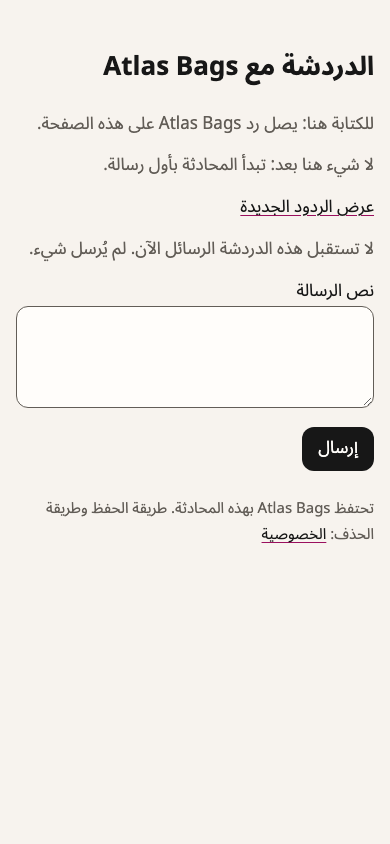 الدردشة مع Atlas Bags
للكتابة هنا: يصل رد Atlas Bags على هذه الصفحة.
لا شيء هنا بعد: تبدأ المحادثة بأول رسالة.
عرض الردود الجديدة
لا تستقبل هذه الدردشة الرسائل الآن. لم يُرسل شيء.
نص الرسالة
إرسال
تحتفظ Atlas Bags بهذه المحادثة. طريقة الحفظ وطريقة
الحذف: الخصوصية